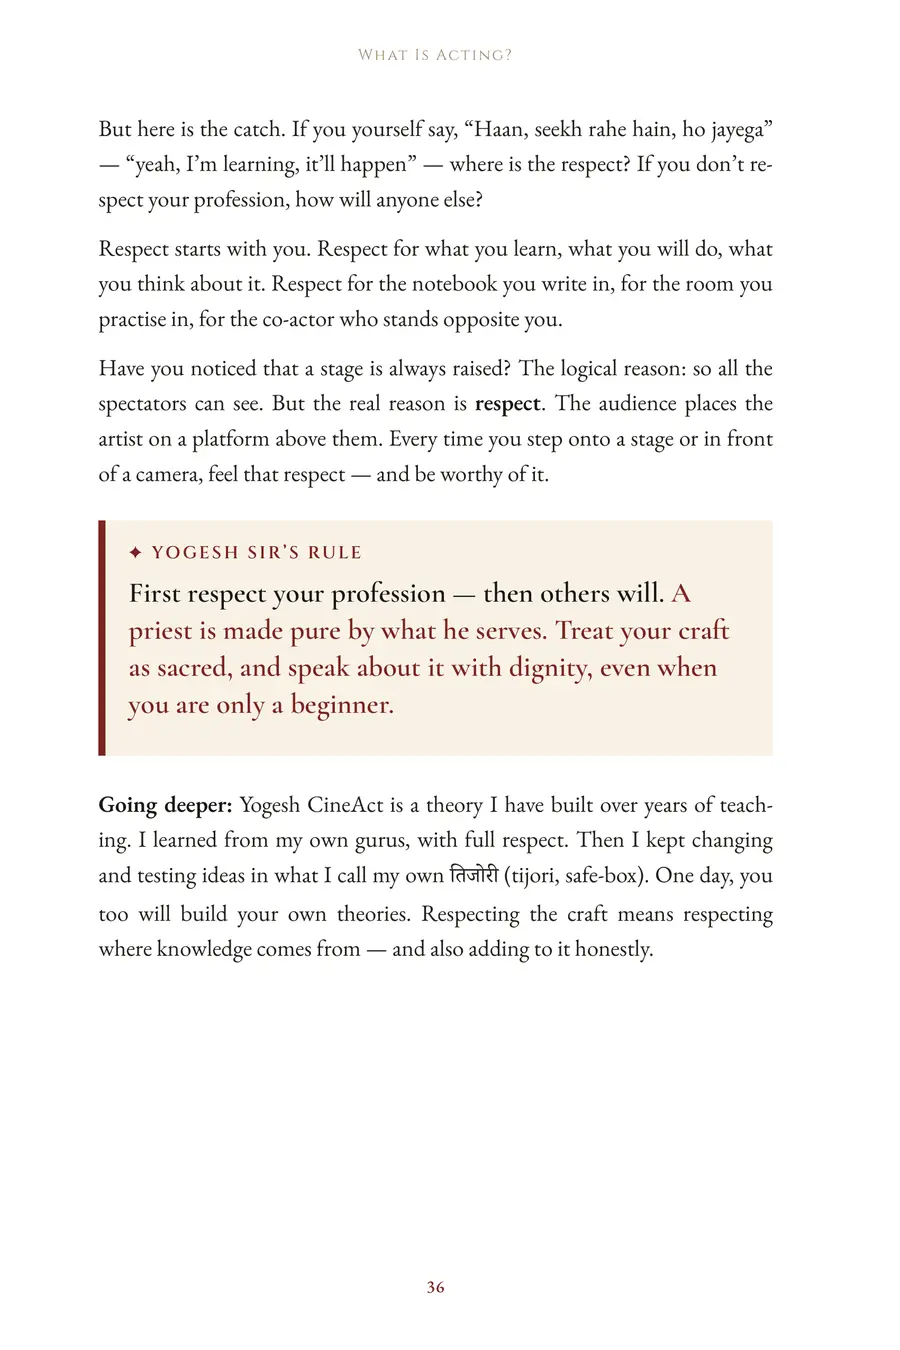 What Is Acting?
But here is the catch. If you yourself say, “Haan, seekh rahe hain, ho jayega”
— “yeah, I’m learning, it’ll happen” — where is the respect? If you don’t re-
spect your profession, how will anyone else?
Respect starts with you. Respect for what you learn, what you will do, what
you think about it. Respect for the notebook you write in, for the room you
practise in, for the co-actor who stands opposite you.
Have you noticed that a stage is always raised? The logical reason: so all the
spectators can see. But the real reason is respect. The audience places the
artist on a platform above them. Every time you step onto a stage or in front
of a camera, feel that respect — and be worthy of it.
✦ YOGESH SIR’S RULE
First respect your profession — then others will. A
priest is made pure by what he serves. Treat your craft
as sacred, and speak about it with dignity, even when
you are only a beginner.
Going deeper: Yogesh CineAct is a theory I have built over years of teach-
ing. I learned from my own gurus, with full respect. Then I kept changing
and testing ideas in what I call my own तिजोरी (tijori, safe-box). One day, you
too will build your own theories. Respecting the craft means respecting
where knowledge comes from — and also adding to it honestly.
36